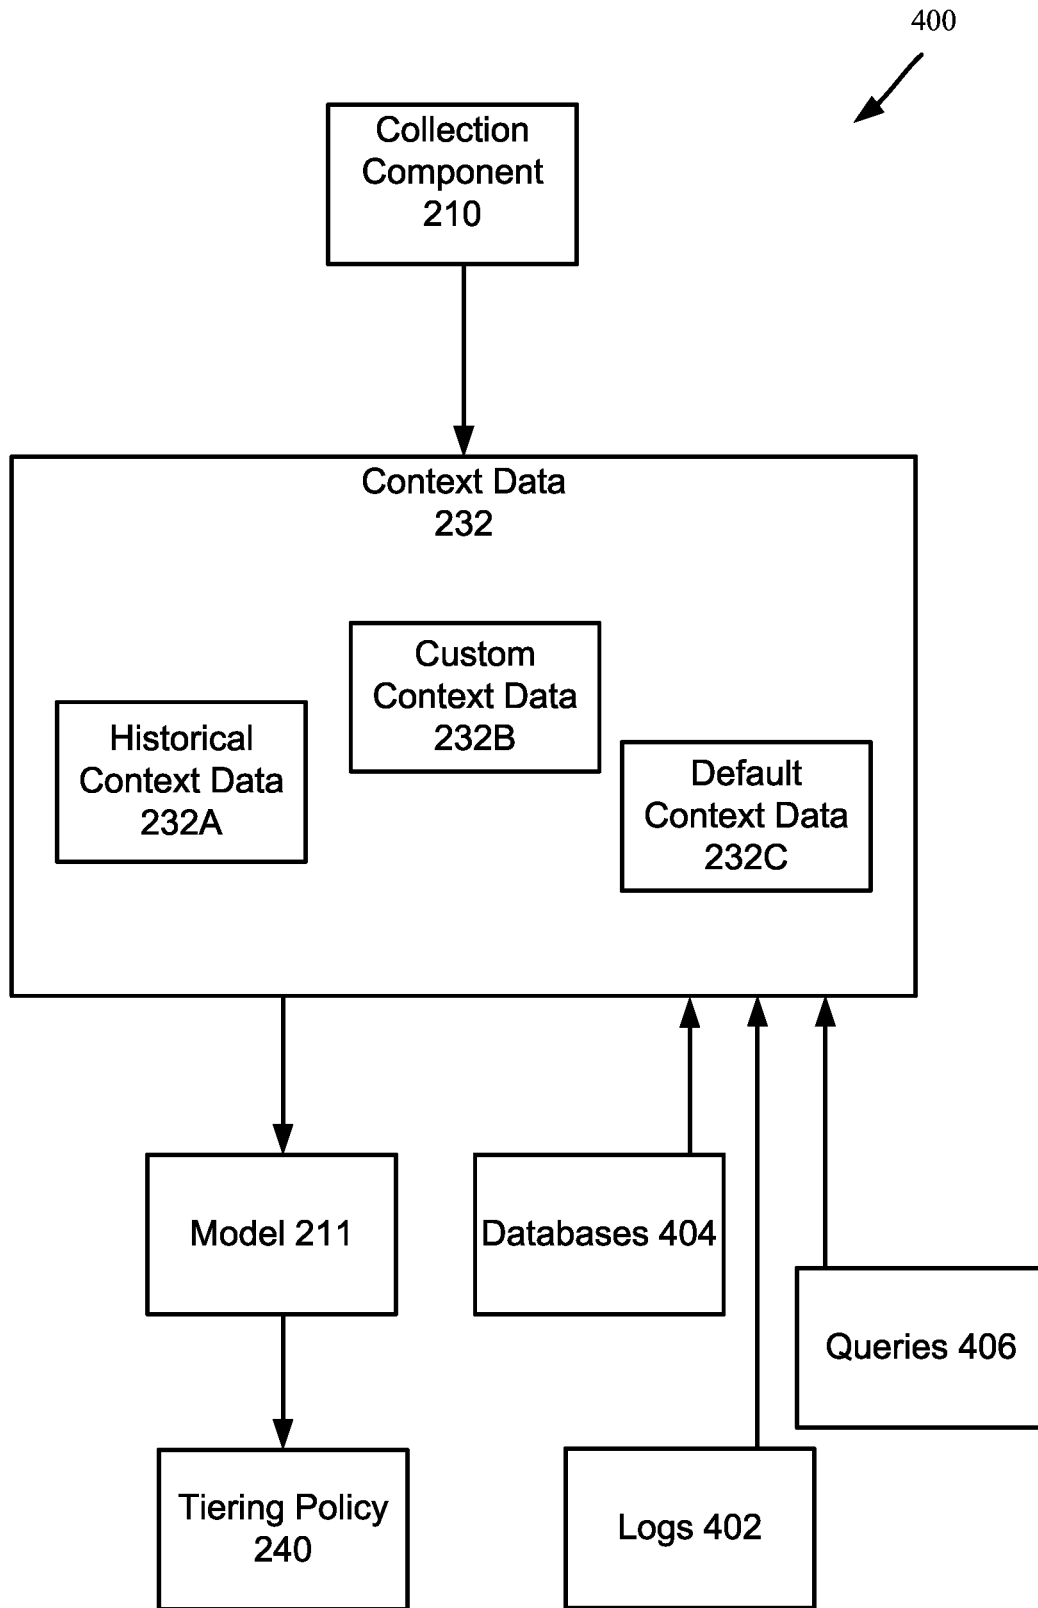 400
Collection
Component
210
Context Data
232
Custom
Context Data
232B
Historical
Context Data
232A
Default
Context Data
232C
Model 211
Databases 404
Queries 406
Tiering Policy
240
Logs 402